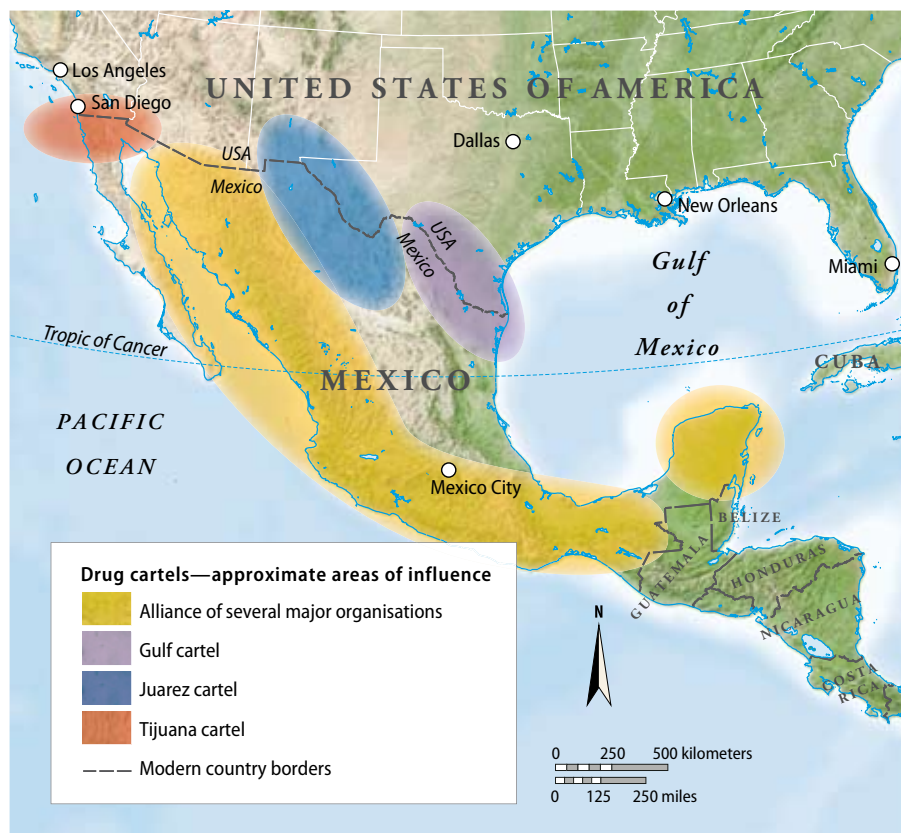 Los Angeles
UNITED STATES OF AMERICA
San Diego
Dallas
USA
Mexico
New Orleans
USA
Mexico
Gulf
of
Mexico
Miami
Tropic of Cancer
CUBA
MEXICO
PACIFIC
OCEAN
Mexico City
BELIZE
GUATEMALA
HONDURAS
NICARAGUA
COSTA
RICA
Drug cartels—approximate areas of influence
Alliance of several major organisations
Gulf cartel
Juarez cartel
Tijuana cartel
Modern country borders
N
0 250 500 kilometers
0 125 250 miles